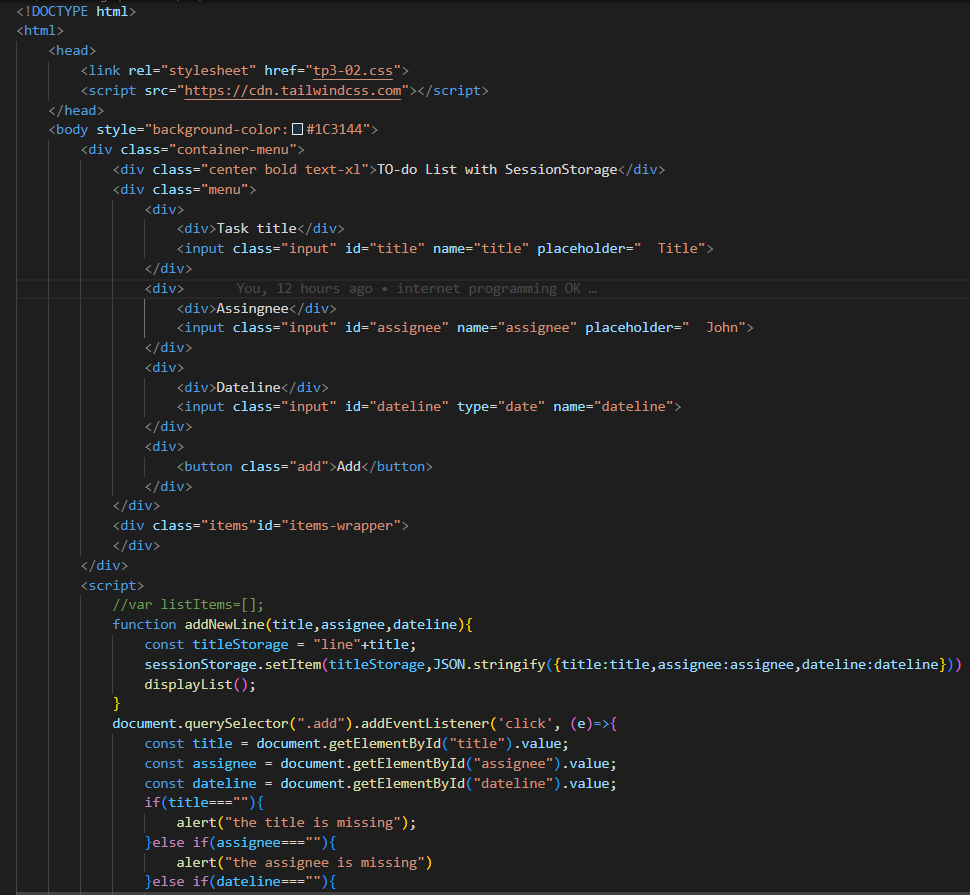 <!DOCTYPE html>
<html>
<head>
<link rel="stylesheet" href="tp3-02.css">
<script src="https://cdn.tailwindcss.com"></script>
</head>
<body style="background-color:#1C3144">
<div class="container-menu">
<div class="center bold text-xl">TO-do List with SessionStorage</div>
<div class="menu">
<div>
<div>Task title</div>
<input class="input" id="title" name="title" placeholder="  Title">
</div>
<div> You, 12 hours ago • internet programming OK …
<div>Assingnee</div>
<input class="input" id="assignee" name="assignee" placeholder="  John">
</div>
<div>
<div>Dateline</div>
<input class="input" id="dateline" type="date" name="dateline">
</div>
<div>
<button class="add">Add</button>
</div>
</div>
<div class="items"id="items-wrapper">
</div>
</div>
<script>
//var listItems=[];
function addNewLine(title,assignee,dateline){
const titleStorage = "line"+title;
sessionStorage.setItem(titleStorage,JSON.stringify({title:title,assignee:assignee,dateline:dateline}))
displayList();
}
document.querySelector(".add").addEventListener('click', (e)=>{
const title = document.getElementById("title").value;
const assignee = document.getElementById("assignee").value;
const dateline = document.getElementById("dateline").value;
if(title===""){
alert("the title is missing");
}else if(assignee===""){
alert("the assignee is missing")
}else if(dateline===""){